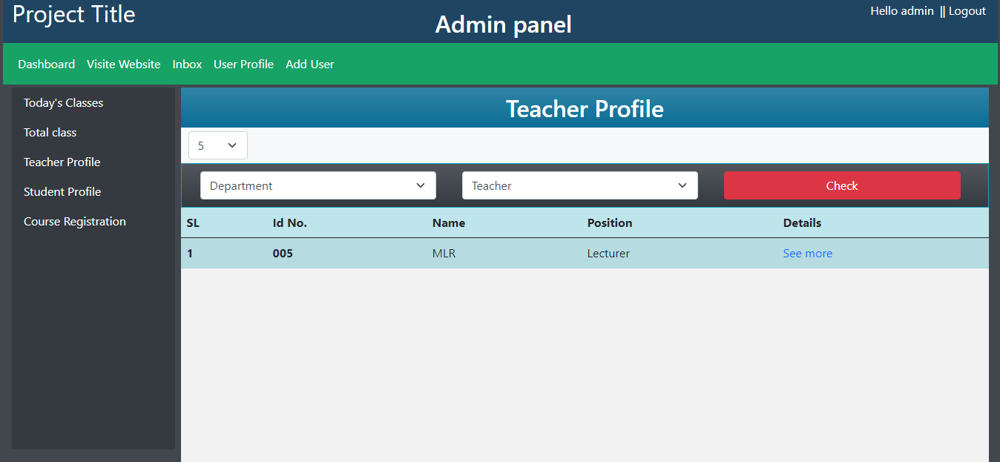 Project Title
Admin panel
Hello admin || Logout
Dashboard Visite Website Inbox User Profile Add User
Today's Classes
Total class
Teacher Profile
Student Profile
Course Registration
Teacher Profile
5
Department Teacher Check
SL Id No. Name Position Details
1 005 MLR Lecturer See more